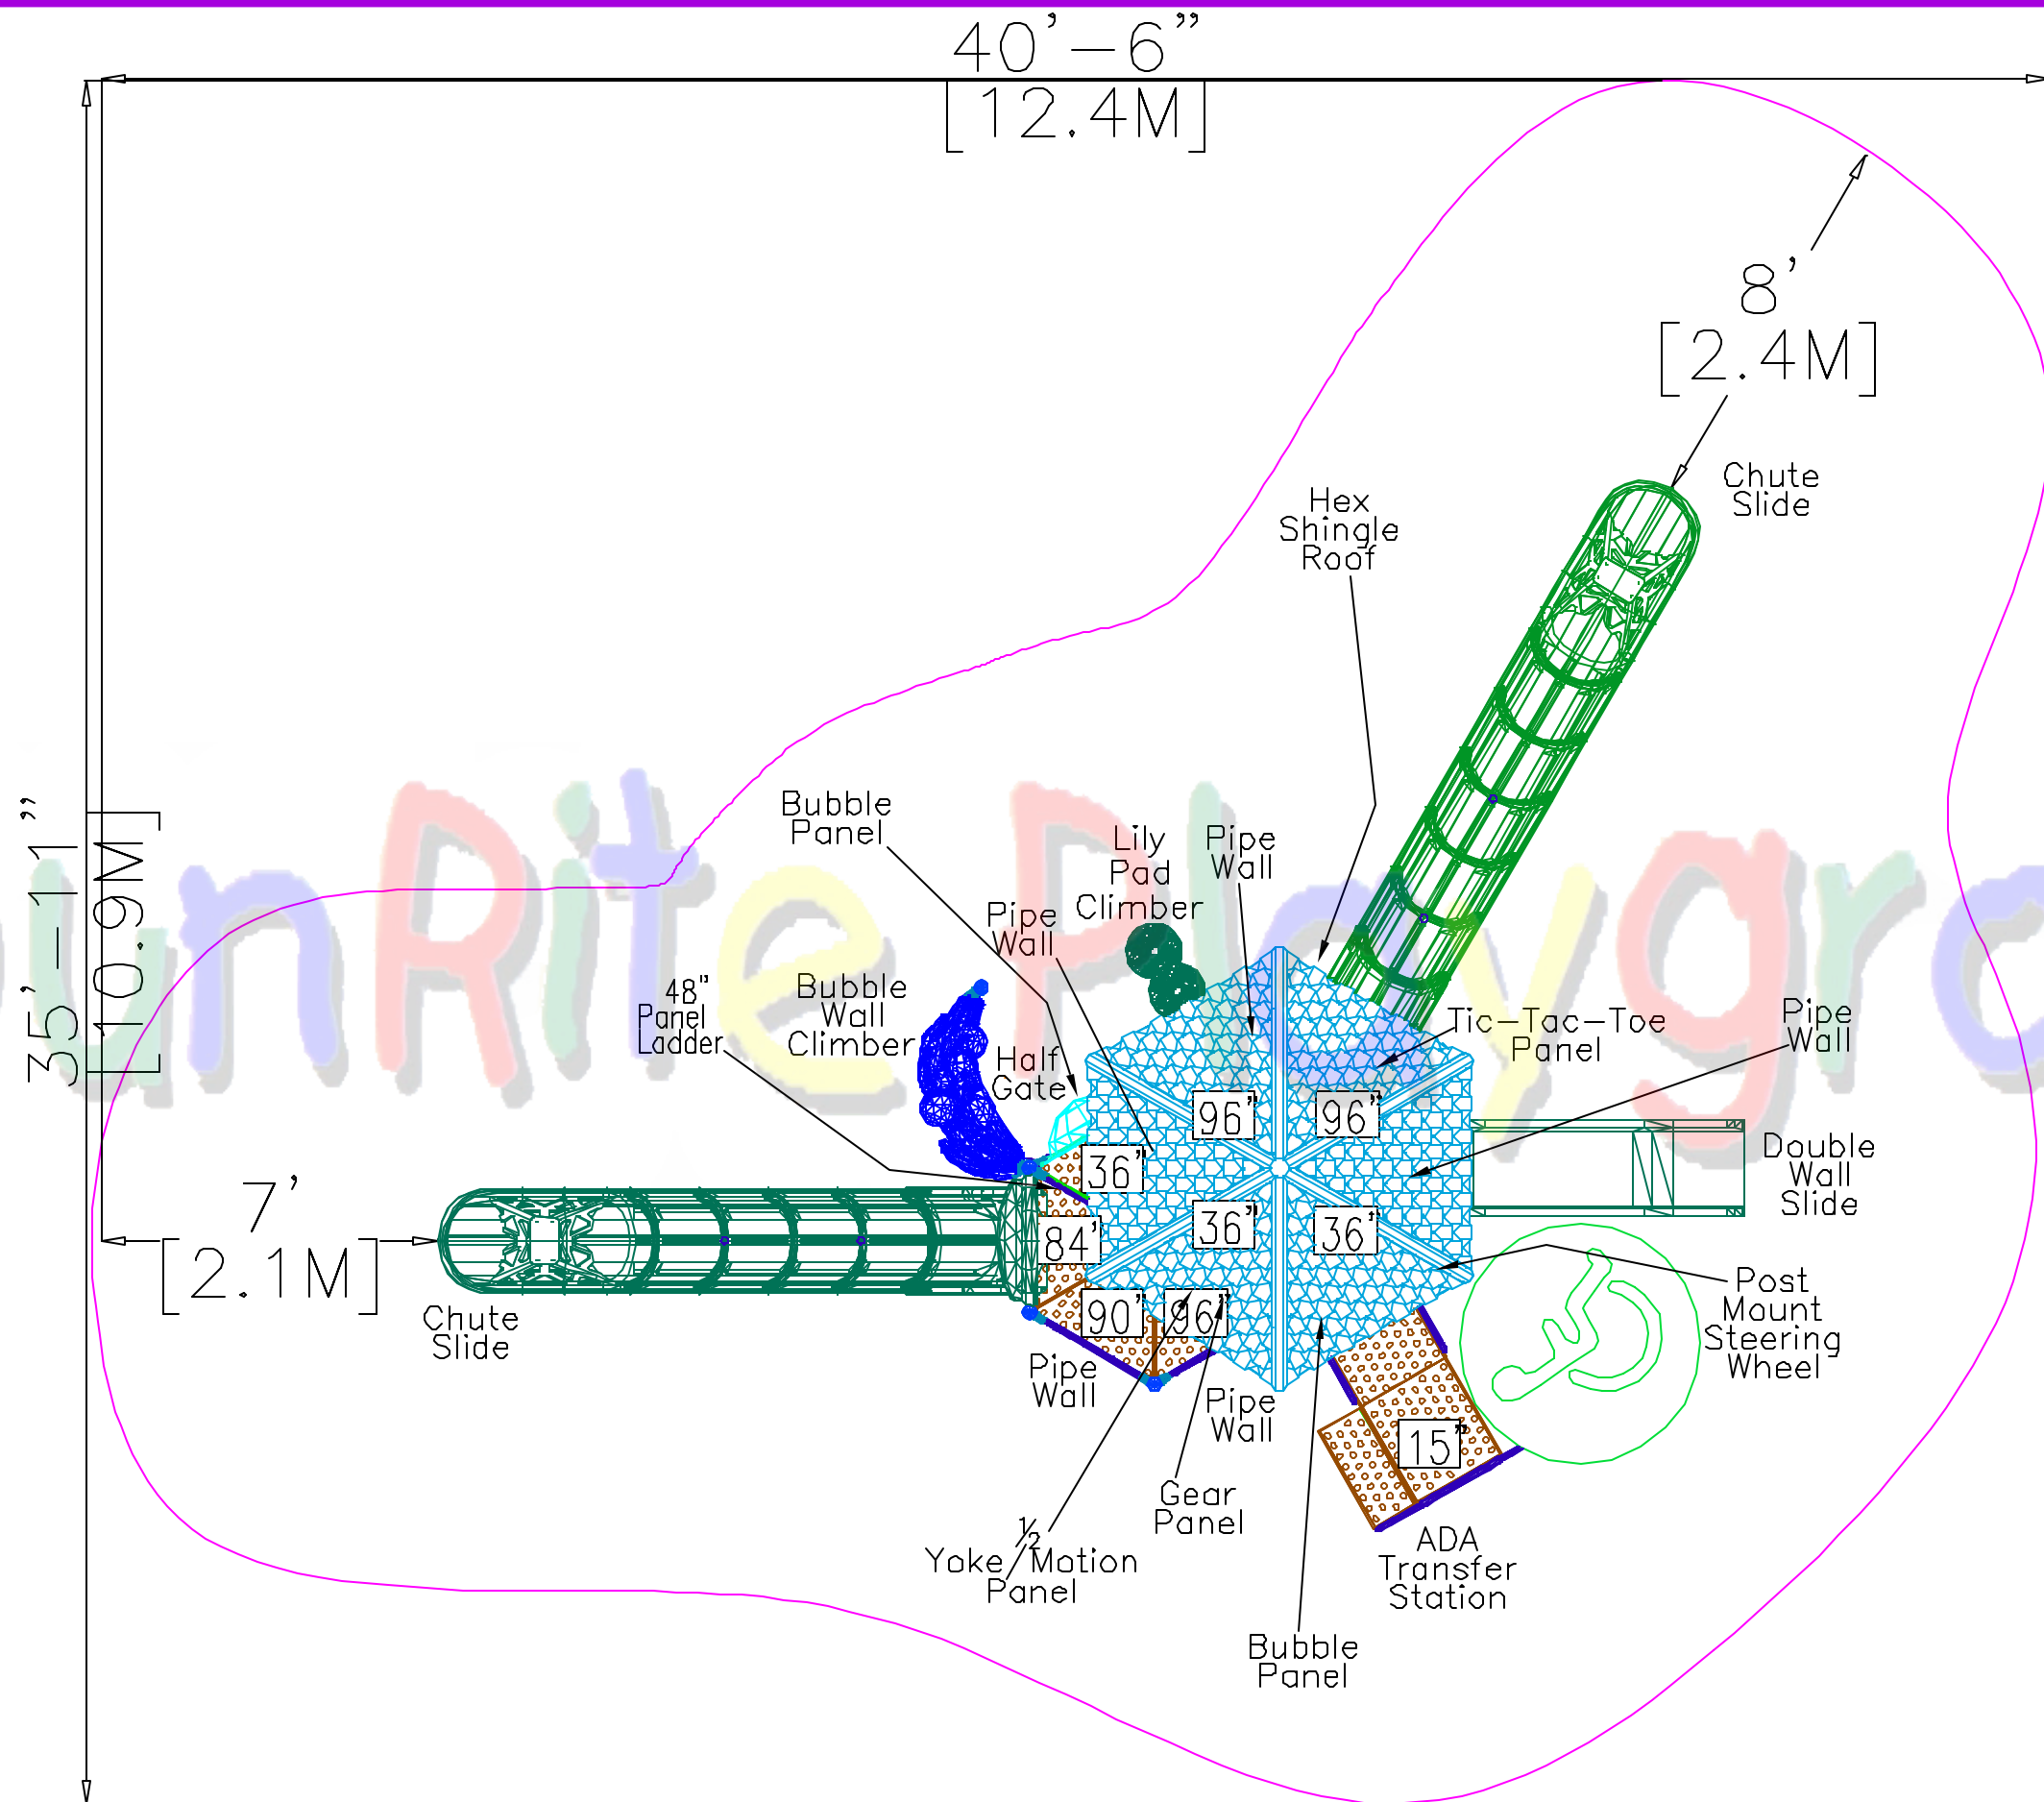 40'-6"
[12.4M]
8'
[2.4M]
Chute
Slide
Hex
Shingle
Roof
35'-11"
[10.9M]
Bubble
Panel
Lily
Pad
Climber
Pipe
Wall
Pipe
Wall
48"
Panel
Ladder
Bubble
Wall
Climber
Half
Gate
Tic-Tac-Toe
Panel
Pipe
Wall
96"
96"
36"
Double
Wall
Slide
7'
[2.1M]
84"
36"
36"
Chute
Slide
90"
96"
Post
Mount
Steering
Wheel
Pipe
Wall
Pipe
Wall
15"
Gear
Panel
½
Yoke Motion
Panel
ADA
Transfer
Station
Bubble
Panel
unRite Playgro